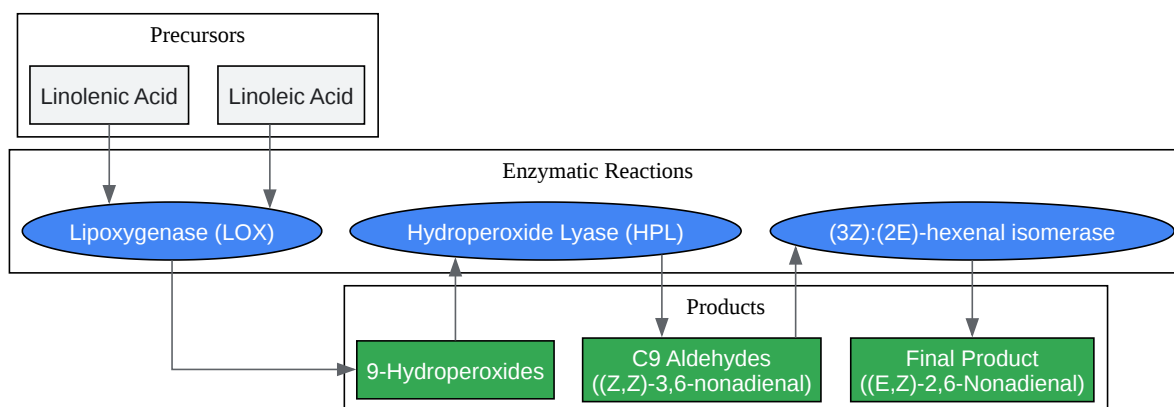 Precursors
Linolenic Acid
Linoleic Acid
Enzymatic Reactions
Lipoxygenase (LOX)
Hydroperoxide Lyase (HPL)
(3Z):(2E)-hexenal isomerase
Products
9-Hydroperoxides
C9 Aldehydes
((Z,Z)-3,6-nonadienal)
Final Product
((E,Z)-2,6-Nonadienal)